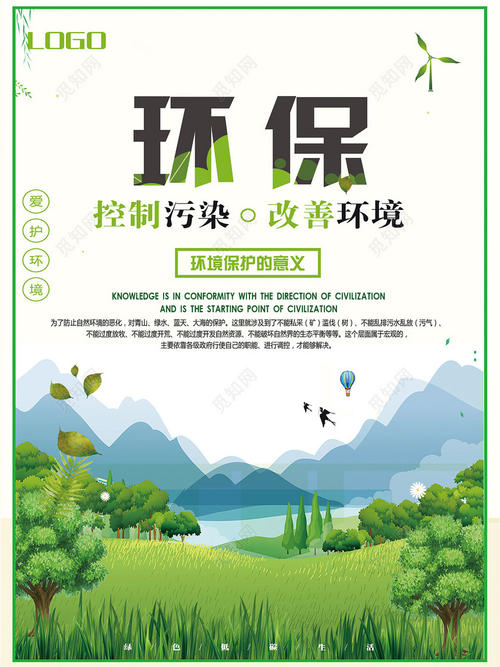 LOGO
环保
控制污染。改善环境
爱护环境
环境保护的意义
KNOWLEDGE IS IN CONFORMITY WITH THE DIRECTION OF CIVILIZATION
AND IS THE STARTING POINT OF CIVILIZATION
为了防止自然环境的恶化，对青山、绿水、蓝天、大海的保护。这里就涉及到了不能私采（矿）滥伐（树）、不能乱排污水乱放（污气）、
不能过度放牧、不能过度开荒、不能过度开发自然资源、不能破坏自然界的生态平衡等等。这个层面属于宏观的，
主要依靠各级政府行使自己的职能、进行调控，才能够解决。
绿色低碳生活
觅知网